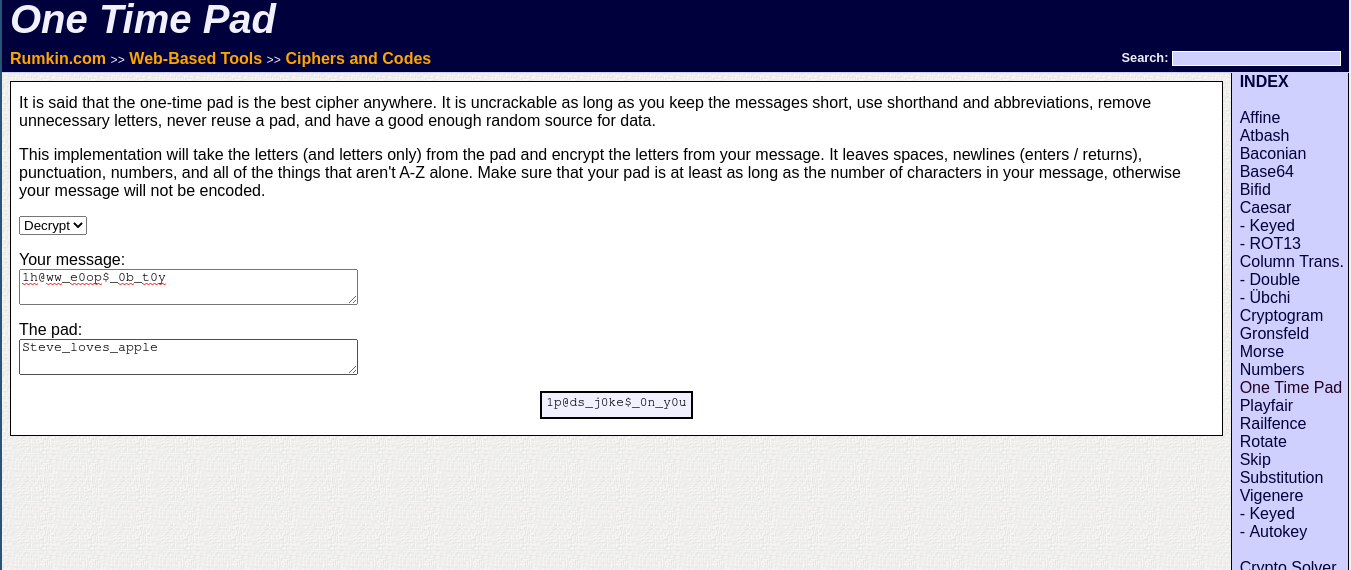 One Time Pad
Rumkin.com >> Web-Based Tools >> Ciphers and Codes
Search:
It is said that the one-time pad is the best cipher anywhere. It is uncrackable as long as you keep the messages short, use shorthand and abbreviations, remove
unnecessary letters, never reuse a pad, and have a good enough random source for data.
This implementation will take the letters (and letters only) from the pad and encrypt the letters from your message. It leaves spaces, newlines (enters / returns),
punctuation, numbers, and all of the things that aren't A-Z alone. Make sure that your pad is at least as long as the number of characters in your message, otherwise
your message will not be encoded.
Decrypt
Your message:
1h@ww_e0op$_0b_t0y
The pad:
Steve_loves_apple
1p@ds_j0ke$_0n_y0u
INDEX
Affine
Atbash
Baconian
Base64
Bifid
Caesar
- Keyed
- ROT13
Column Trans.
- Double
- Übchi
Cryptogram
Gronsfeld
Morse
Numbers
One Time Pad
Playfair
Railfence
Rotate
Skip
Substitution
Vigenere
- Keyed
- Autokey
Crypto Solver